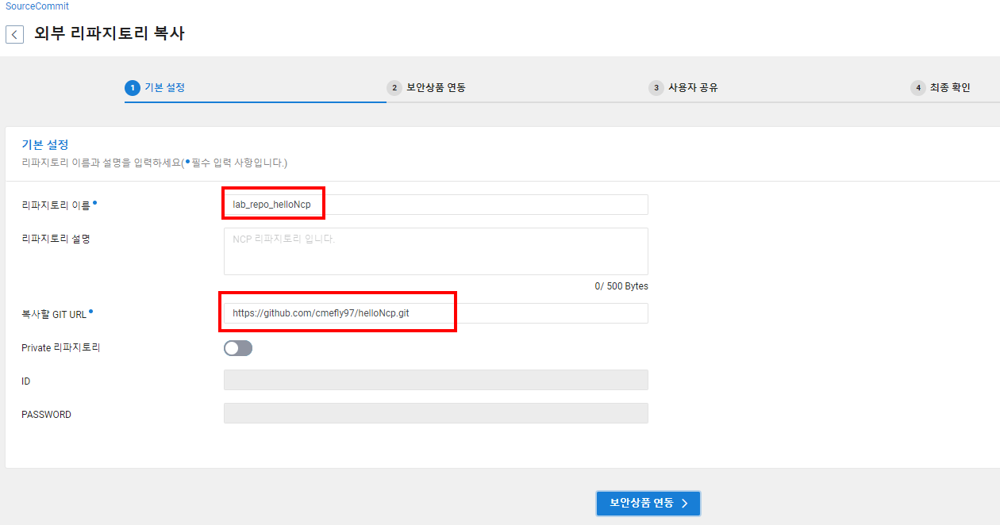 SourceCommit
외부 리파지토리 복사
1 기본 설정
2 보안상품 연동
3 사용자 공유
4 최종 확인
기본 설정
리파지토리 이름과 설명을 입력하세요(•필수 입력 사항입니다.)
리파지토리 이름•
lab_repo_helloNcp
리파지토리 설명
NCP 리파지토리 입니다.
0/ 500 Bytes
복사할 GIT URL•
https://github.com/cmefly97/helloNcp.git
Private 리파지토리
ID
PASSWORD
보안상품 연동